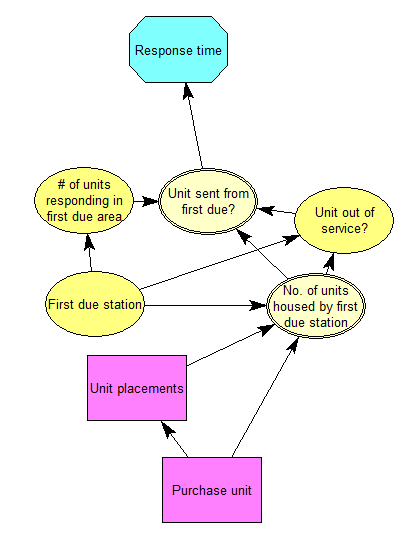 Response time
# of units
responding in
first due area
Unit sent from
first due?
Unit out of
service?
First due station
No. of units
housed by first
due station
Unit placements
Purchase unit